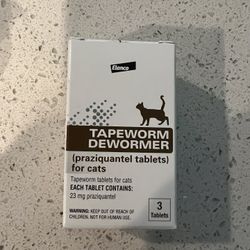 Elanco
TAPEWORM
DEWORMER
(praziquantel tablets)
for cats
Tapeworm tablets for cats
EACH TABLET CONTAINS:
23 mg praziquantel
WARNING: KEEP OUT OF REACH OF
CHILDREN. NOT FOR HUMAN USE.
3
Tablets